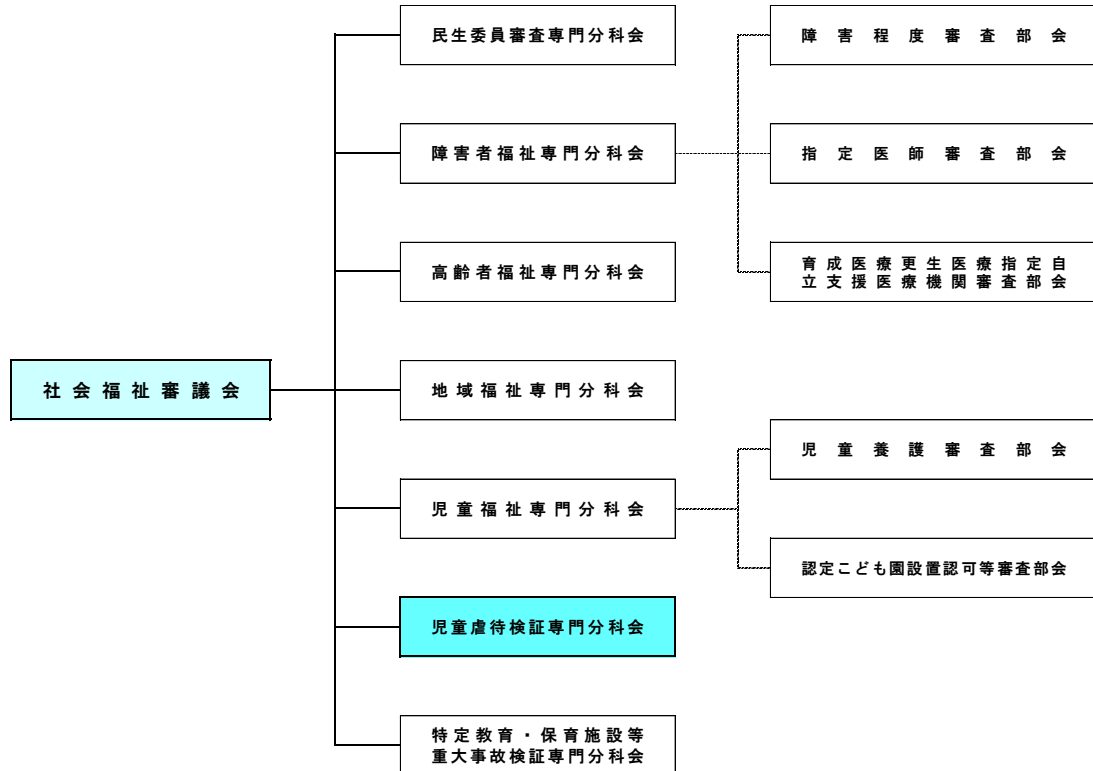 社会福祉審議会
民生委員審査専門分科会
障害者福祉専門分科会
高齢者福祉専門分科会
地域福祉専門分科会
児童福祉専門分科会
児童虐待検証専門分科会
特定教育・保育施設等
重大事故検証専門分科会
障害程度審査部会
指定医師審査部会
育成医療更生医療指定自
立支援医療機関審査部会
児童養護審査部会
認定こども園設置認可等審査部会